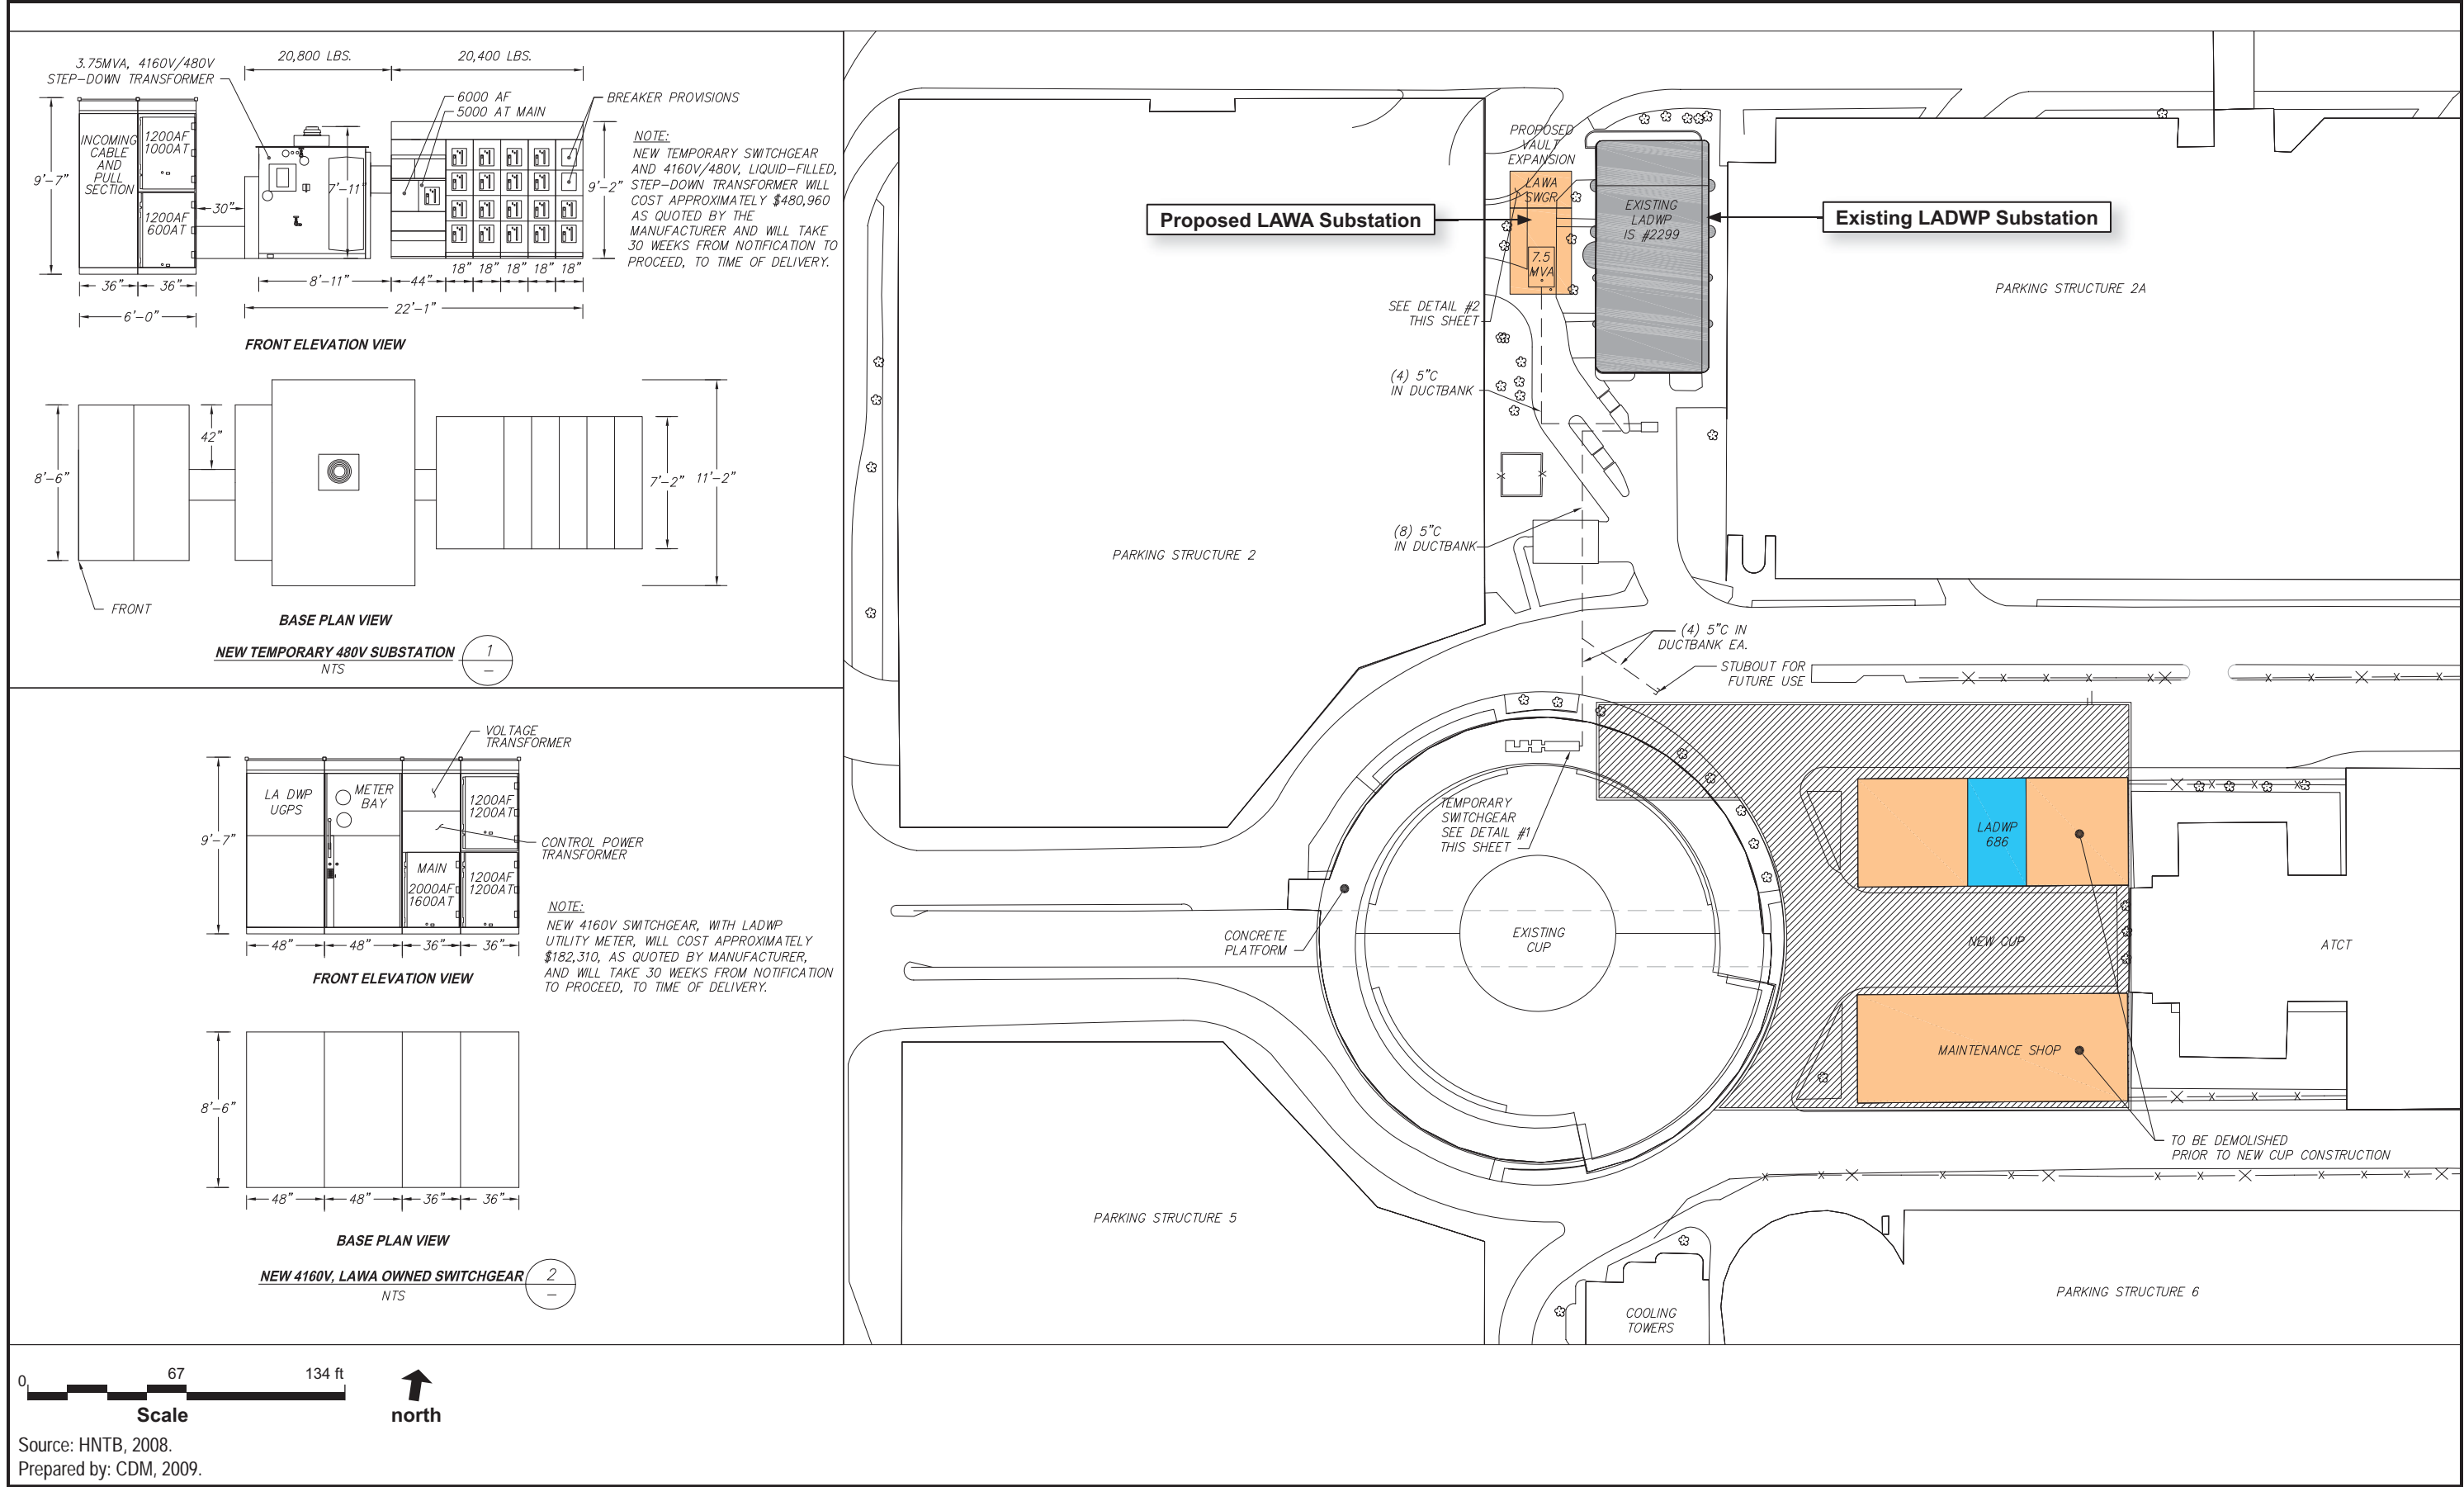 20,800 LBS.
20,400 LBS.
3.75MVA, 4160V/480V
STEP-DOWN TRANSFORMER
6000 AF
5000 AT MAIN
BREAKER PROVISIONS
INCOMING
CABLE
AND
PULL
SECTION
1200AF
1000AT
1200AF
600AT
9'-7"
30"
7'-11"
9'-2"
NOTE:
NEW TEMPORARY SWITCHGEAR
AND 4160V/480V, LIQUID-FILLED,
STEP-DOWN TRANSFORMER WILL
COST APPROXIMATELY $480,960
AS QUOTED BY THE
MANUFACTURER AND WILL TAKE
30 WEEKS FROM NOTIFICATION TO
PROCEED, TO TIME OF DELIVERY.
18" 18" 18" 18" 18"
36" 36"
8'-11"
44"
6'-0"
22'-1"
FRONT ELEVATION VIEW
42"
8'-6"
7'-2"
11'-2"
FRONT
BASE PLAN VIEW
NEW TEMPORARY 480V SUBSTATION
NTS
1
–
VOLTAGE
TRANSFORMER
LA DWP
UGPS
METER
BAY
1200AF
1200AT
9'-7"
CONTROL POWER
TRANSFORMER
MAIN
2000AF
1600AT
1200AF
1200AT
NOTE:
NEW 4160V SWITCHGEAR, WITH LADWP
UTILITY METER, WILL COST APPROXIMATELY
$182,310, AS QUOTED BY MANUFACTURER,
AND WILL TAKE 30 WEEKS FROM NOTIFICATION
TO PROCEED, TO TIME OF DELIVERY.
48" 48" 36" 36"
FRONT ELEVATION VIEW
8'-6"
48" 48" 36" 36"
BASE PLAN VIEW
NEW 4160V, LAWA OWNED SWITCHGEAR
NTS
2
–
PROPOSED
VAULT
EXPANSION
LAWA
SWGR
7.5
MVA
Proposed LAWA Substation
EXISTING
LADWP
IS #2299
Existing LADWP Substation
PARKING STRUCTURE 2A
SEE DETAIL #2
THIS SHEET
(4) 5"C
IN DUCTBANK
(8) 5"C
IN DUCTBANK
PARKING STRUCTURE 2
(4) 5"C IN
DUCTBANK EA.
STUBOUT FOR
FUTURE USE
TEMPORARY
SWITCHGEAR
SEE DETAIL #1
THIS SHEET
LADWP
686
CONCRETE
PLATFORM
EXISTING
CUP
NEW CUP
ATCT
MAINTENANCE SHOP
TO BE DEMOLISHED
PRIOR TO NEW CUP CONSTRUCTION
PARKING STRUCTURE 5
COOLING
TOWERS
PARKING STRUCTURE 6
0
67
134 ft
Scale
north
Source: HNTB, 2008.
Prepared by: CDM, 2009.